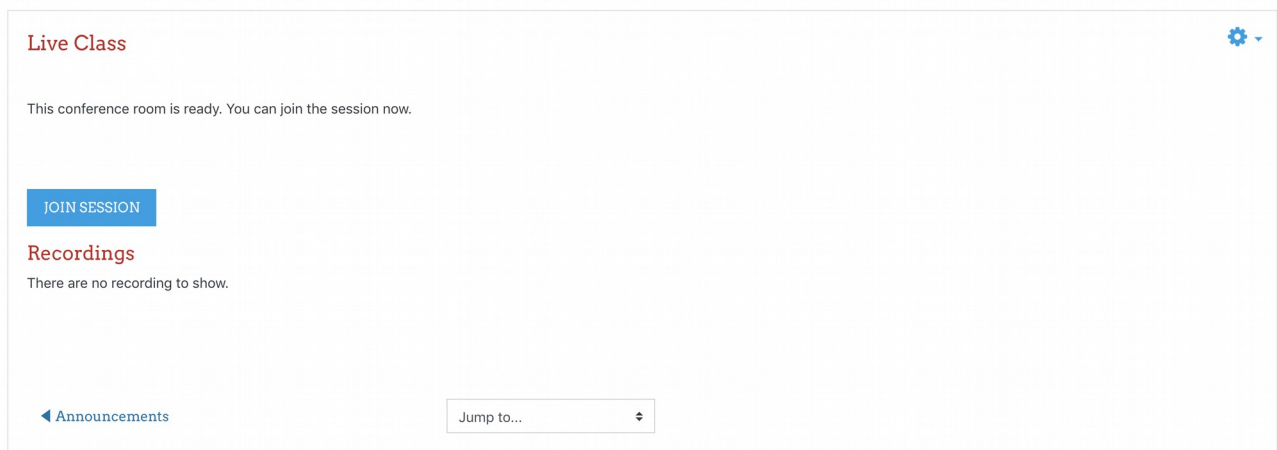 Live Class
This conference room is ready. You can join the session now.
JOIN SESSION
Recordings
There are no recording to show.
Announcements
Jump to...